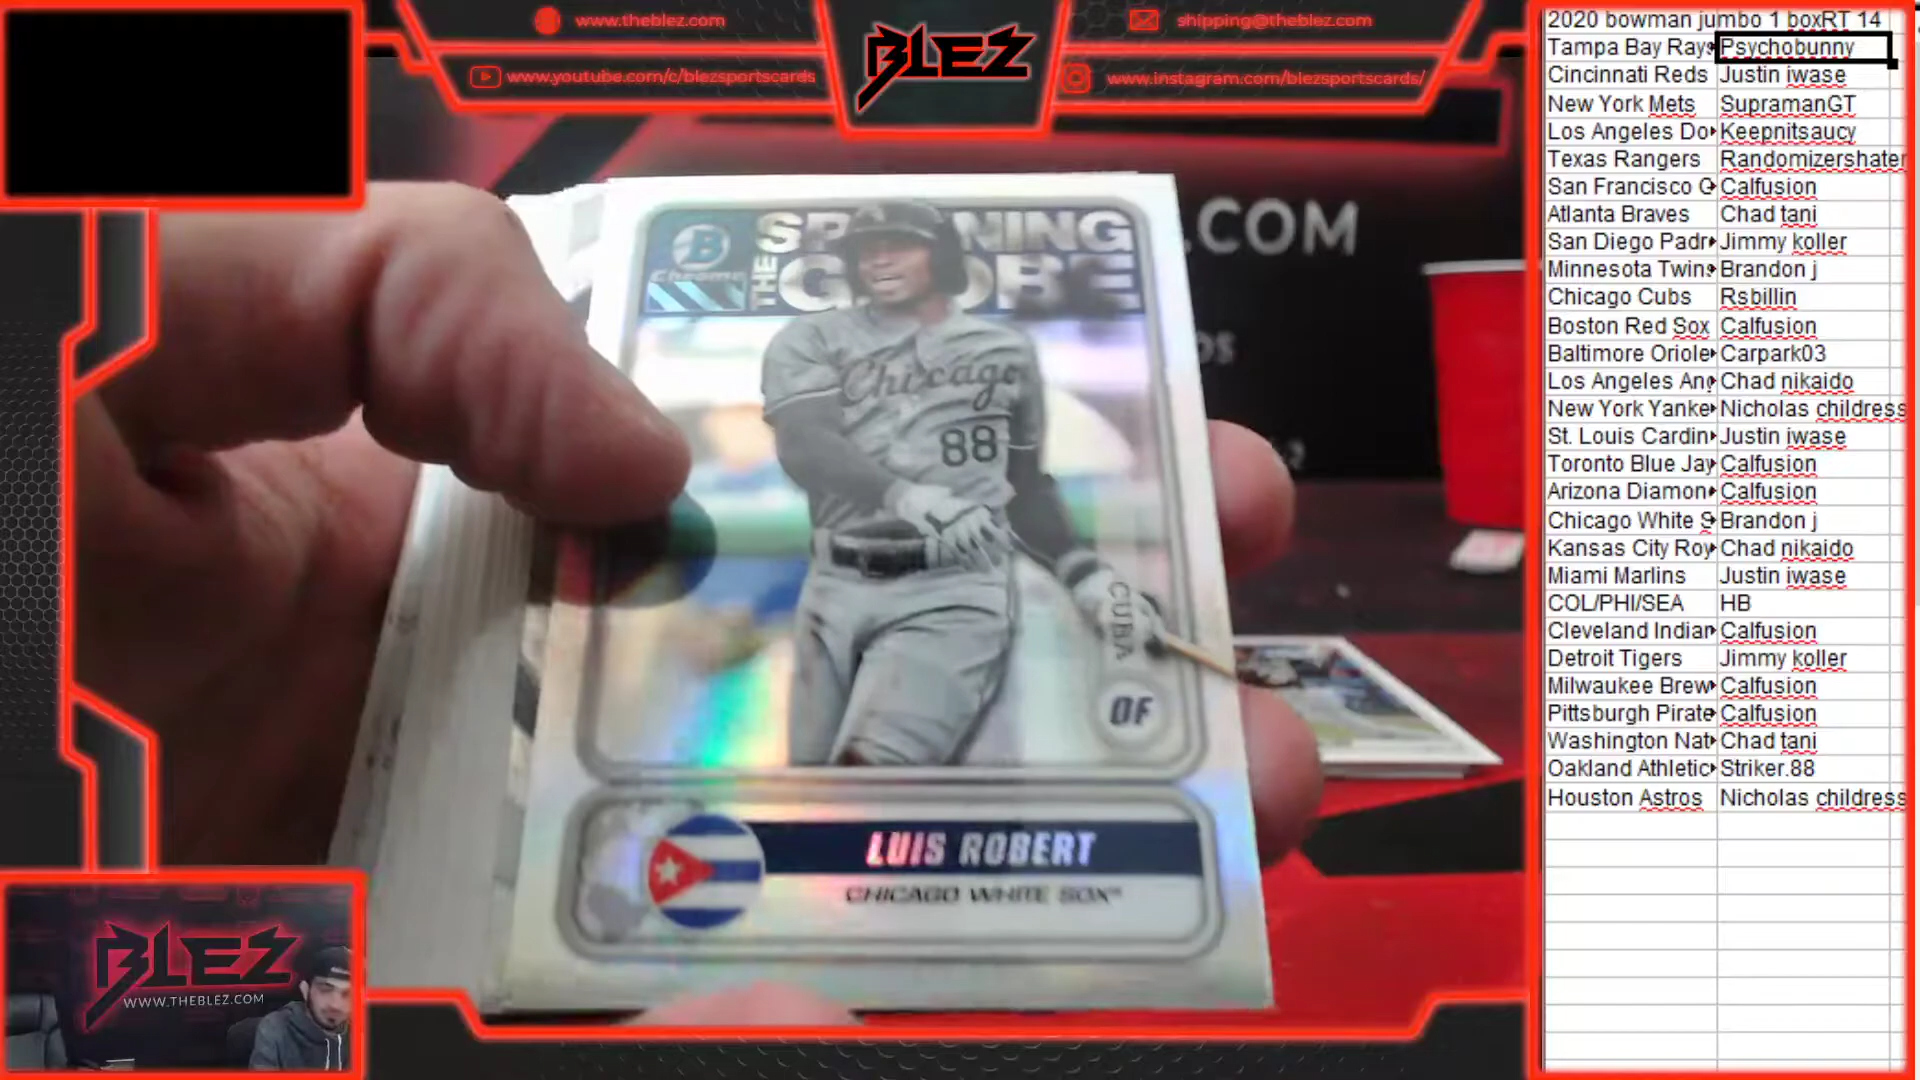 www.theblez.com
www.youtube.com/c/blezsportscards
BLEZ
shipping@theblez.com
www.instagram.com/blezsportscards/
.COM
B
Chrome
THE
Chicago
88
CUBA
OF
LUIS ROBERT
CHICAGO WHITE SOX
BLEZ
WWW.THEBLEZ.COM
2020 bowman jumbo 1 boxRT 14
Tampa Bay Rays Psychobunny
Cincinnati Reds Justin iwase
New York Mets SupramanGT
Los Angeles Do Keepnitsaucy
Texas Rangers Randomizershater
San Francisco G Calfusion
Atlanta Braves Chad tani
San Diego Padr Jimmy koller
Minnesota Twins Brandon j
Chicago Cubs Rsbillin
Boston Red Sox Calfusion
Baltimore Oriole Carpark03
Los Angeles Ang Chad nikaido
New York Yanke Nicholas childress
St. Louis Cardin Justin iwase
Toronto Blue Jay Calfusion
Arizona Diamon Calfusion
Chicago White S Brandon j
Kansas City Roy Chad nikaido
Miami Marlins Justin iwase
COL/PHI/SEA HB
Cleveland Indian Calfusion
Detroit Tigers Jimmy koller
Milwaukee Brew Calfusion
Pittsburgh Pirate Calfusion
Washington Nat Chad tani
Oakland Athletic Striker.88
Houston Astros Nicholas childress